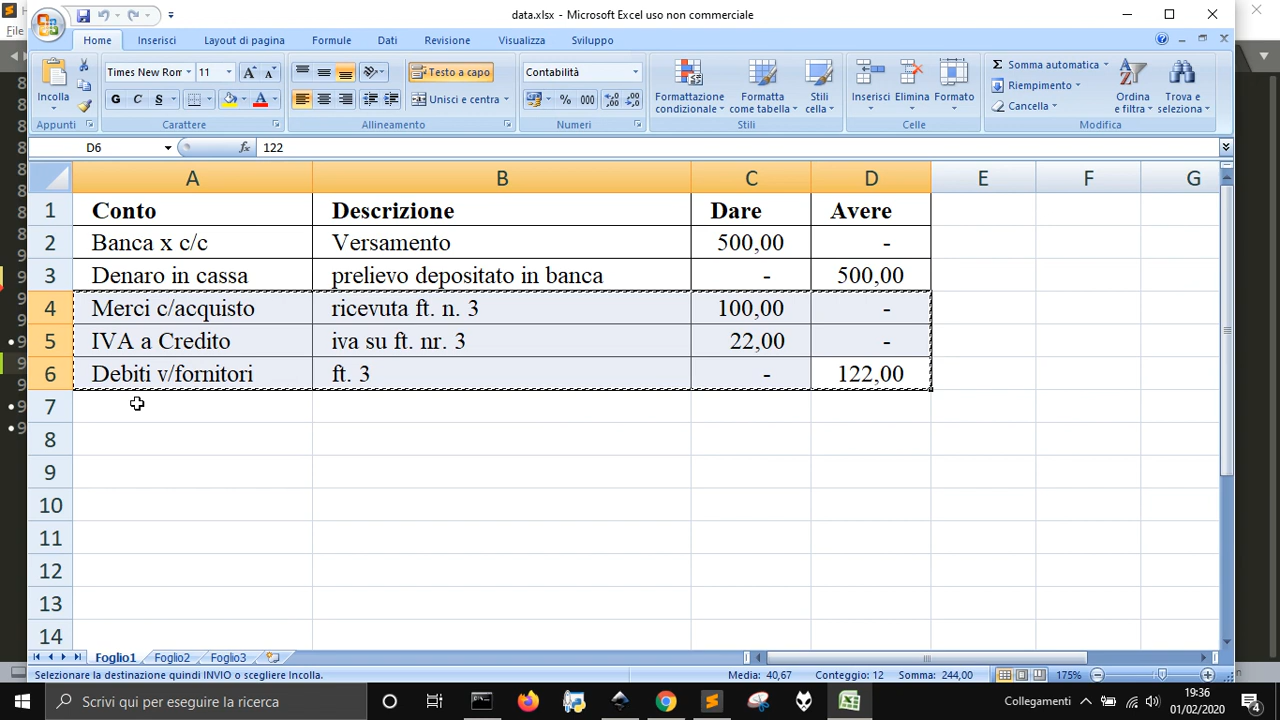 data.xlsx - Microsoft Excel uso non commerciale
Home Inserisci Layout di pagina Formule Dati Revisione Visualizza Sviluppo
Incolla
Appunti
Times New Ror 11
G C S
Carattere
Testo a capo
Unisci e centra
Allineamento
Contabilità
% 000
Numeri
Formattazione condizionale
Formatta come tabella
Stili cella
Stili
Inserisci Elimina Formato
Celle
Somma automatica
Riempimento
Cancella
Ordina e filtra
Trova e seleziona
Modifica
D6 fx 122
A B C D E F G
1 Conto Descrizione Dare Avere
2 Banca x c/c Versamento 500,00 -
3 Denaro in cassa prelievo depositato in banca - 500,00
4 Merci c/acquisto ricevuta ft. n. 3 100,00 -
5 IVA a Credito iva su ft. nr. 3 22,00 -
6 Debiti v/fornitori ft. 3 - 122,00
7
8
9
10
11
12
13
14
Foglio1 Foglio2 Foglio3
Selezionare la destinazione quindi INVIO o scegliere Incolla. Media: 40,67 Conteggio: 12 Somma: 244,00 175%
Scrivi qui per eseguire la ricerca
Collegamenti
19:36
01/02/2020
4